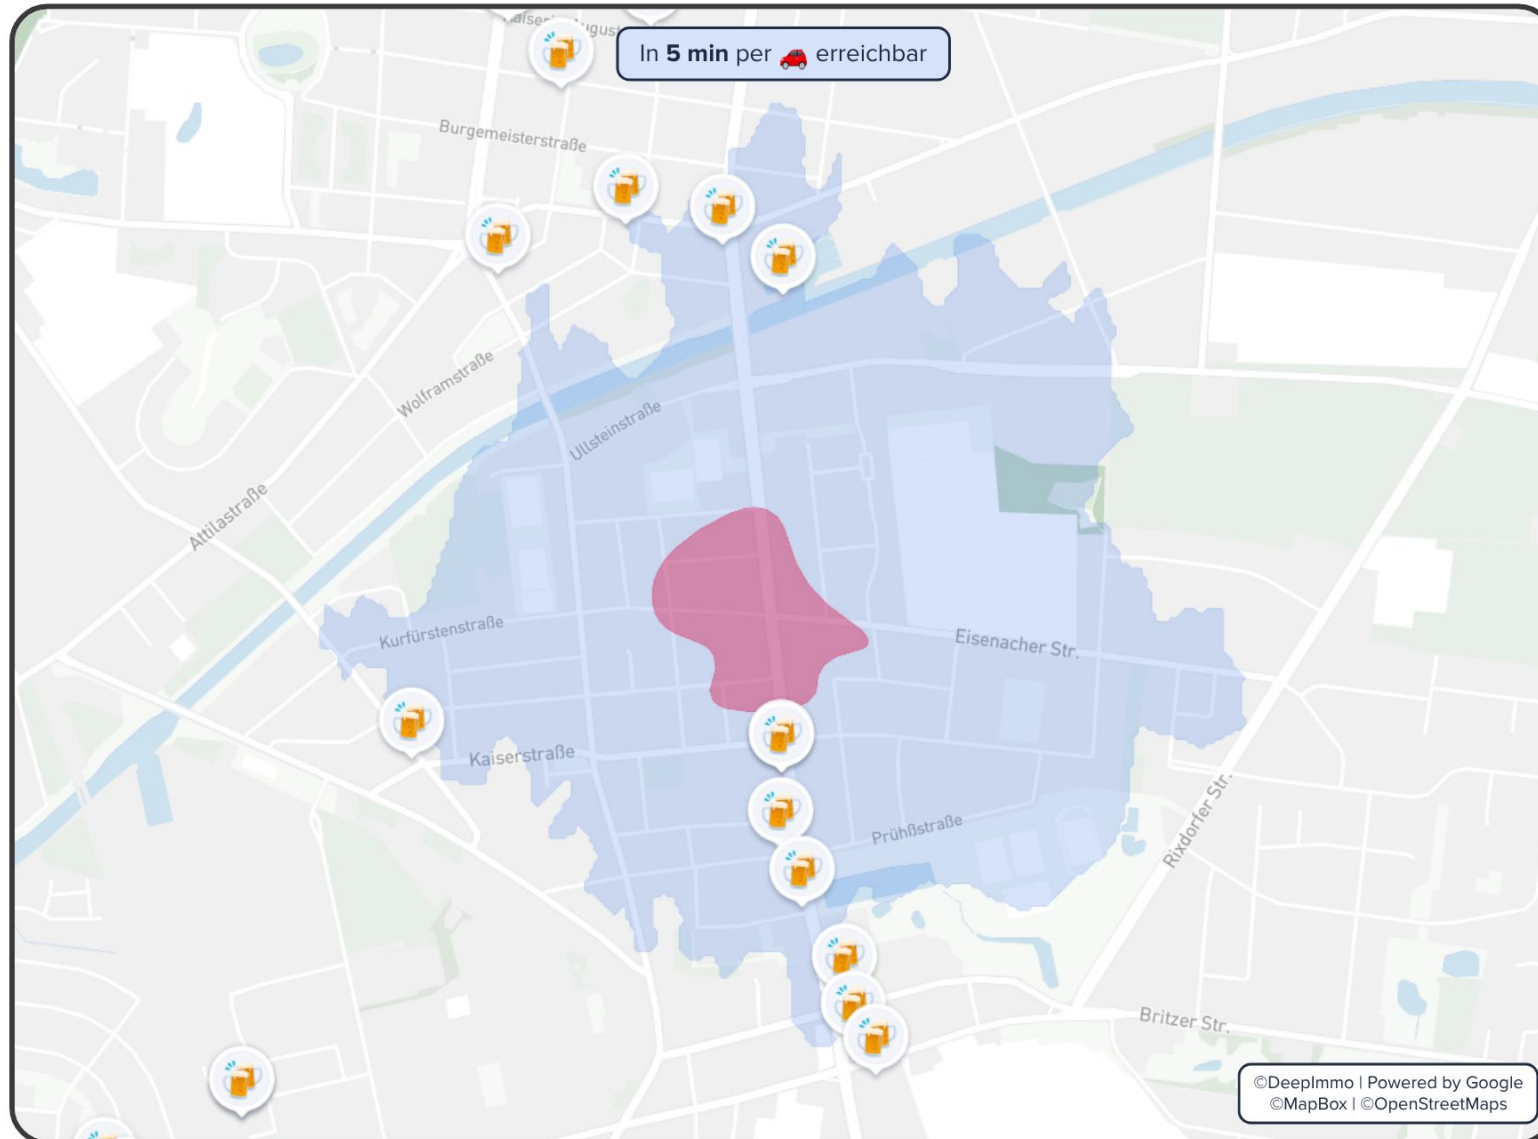 In 5 min per 🚗 erreichbar
Burgemeisterstraße
Wolframstraße
Ullsteinstraße
Attilastraße
Kurfürstenstraße
Eisenacher Str.
Kaiserstraße
Prühßstraße
Rixdorfer Str.
Britzer Str.
©DeepImmo | Powered by Google
©MapBox | ©OpenStreetMaps